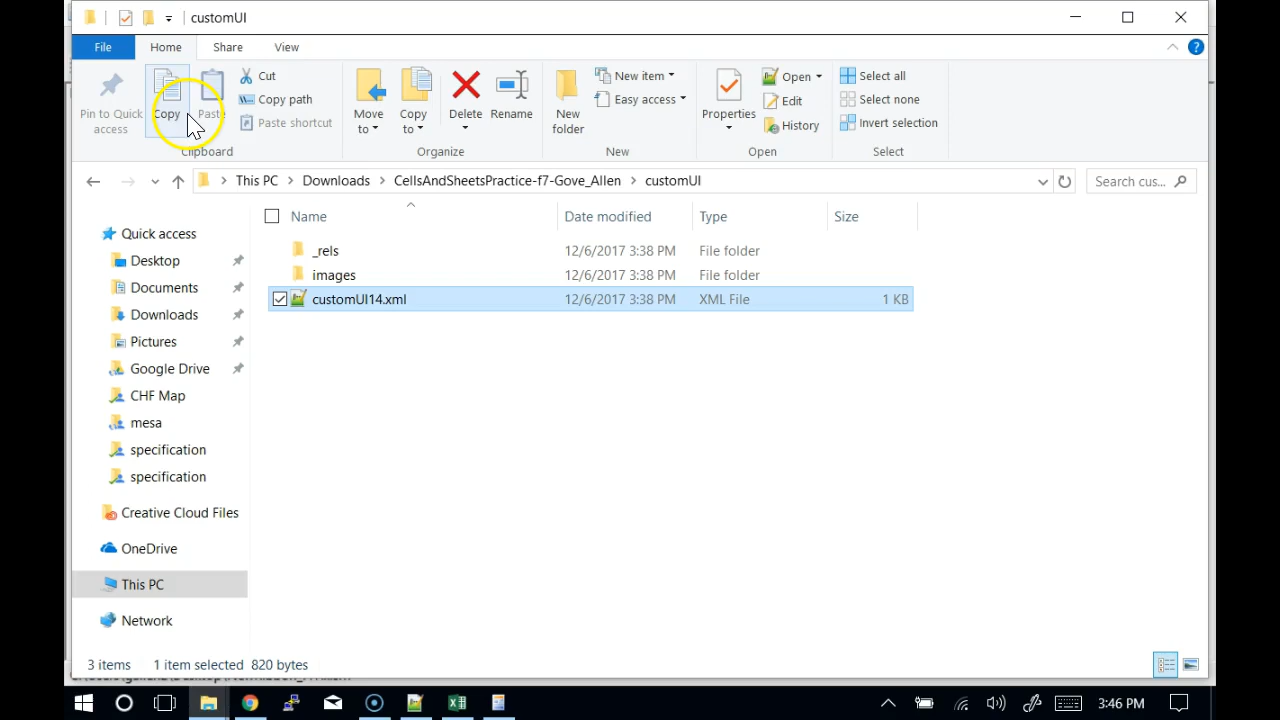 customUI
File Home Share View
Pin to Quick access
Copy
Paste
Cut
Copy path
Paste shortcut
Clipboard
Move to
Copy to
Delete
Rename
Organize
New folder
New item
Easy access
New
Properties
Open
Edit
History
Open
Select all
Select none
Invert selection
Select
This PC > Downloads > CellsAndSheetsPractice-f7-Gove_Allen > customUI
Search cus...
Name Date modified Type Size
_rels 12/6/2017 3:38 PM File folder
images 12/6/2017 3:38 PM File folder
customUI14.xml 12/6/2017 3:38 PM XML File 1 KB
Quick access
Desktop
Documents
Downloads
Pictures
Google Drive
CHF Map
mesa
specification
specification
Creative Cloud Files
OneDrive
This PC
Network
3 items 1 item selected 820 bytes
3:46 PM